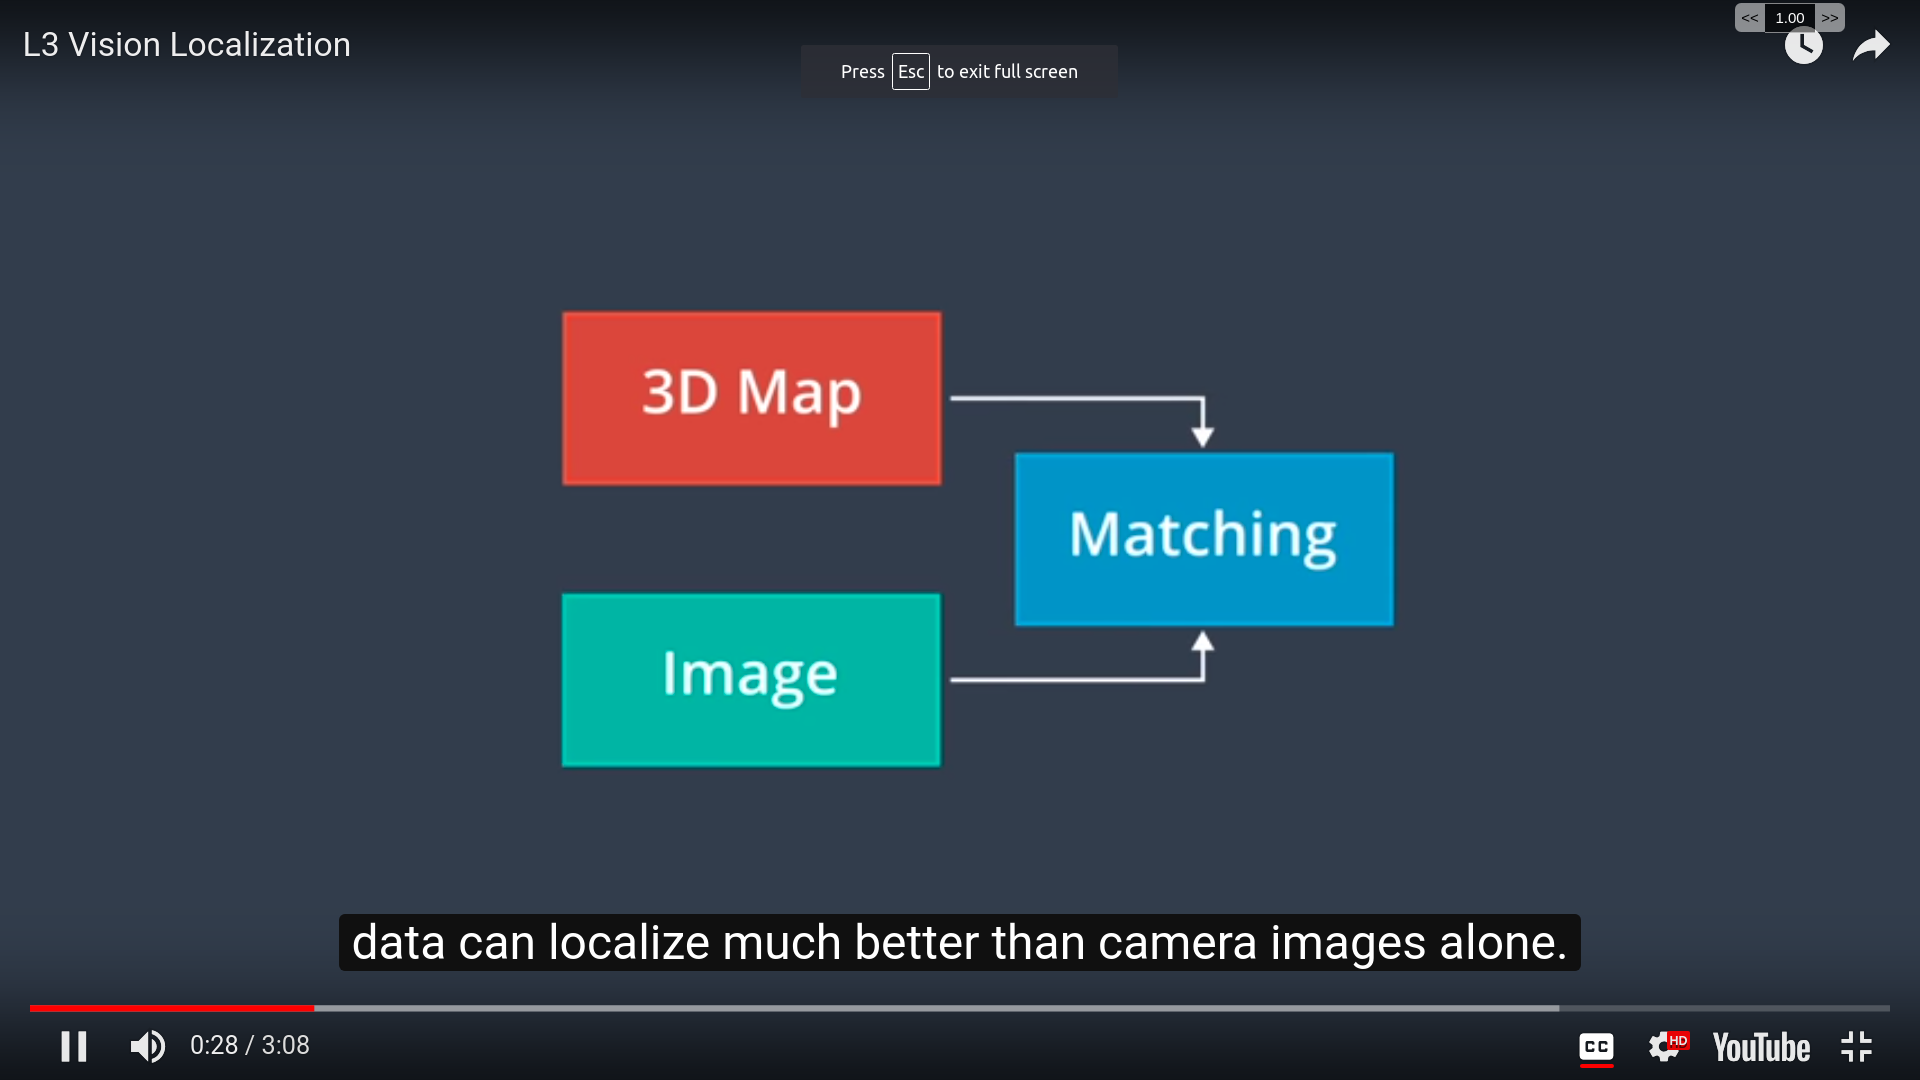 L3 Vision Localization
<< 1.00 >>
Press Esc to exit full screen
3D Map
Matching
Image
data can localize much better than camera images alone.
0:28 / 3:08
CC
HD
YouTube